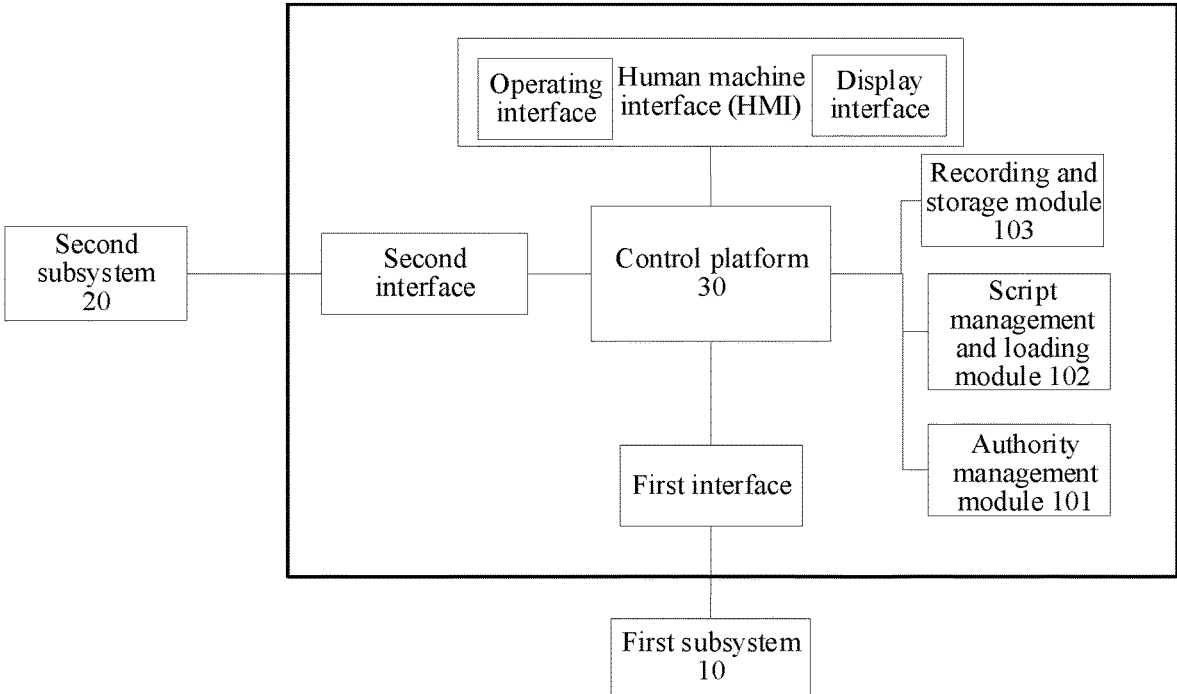 Operating
interface
Human machine
interface (HMI)
Display
interface
Recording and
storage module
103
Second
subsystem
20
Second
interface
Control platform
30
Script
management
and loading
module 102
First interface
Authority
management
module 101
First subsystem
10